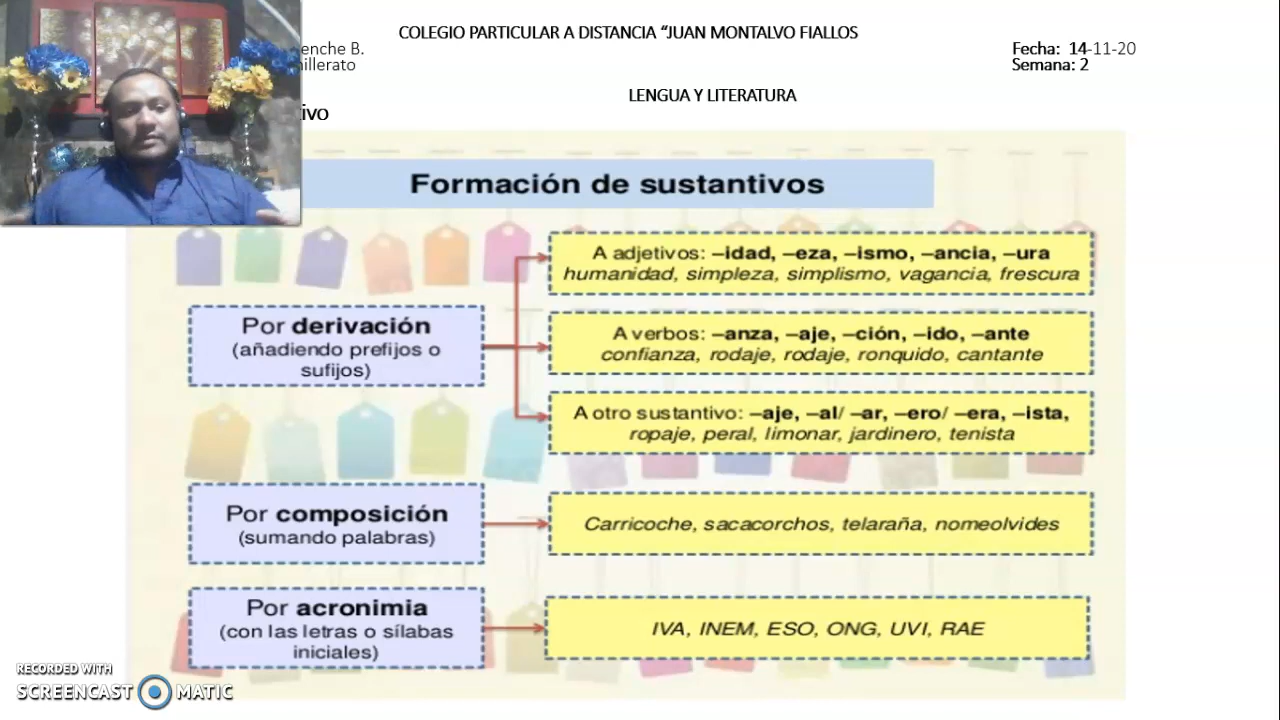 COLEGIO PARTICULAR A DISTANCIA “JUAN MONTALVO FIALLOS
enche B.
Fecha: 14-11-20
illerato
Semana: 2
LENGUA Y LITERATURA
ivo
Formación de sustantivos
A adjetivos: –idad, –eza, –ismo, –ancia, –ura
humanidad, simpleza, simplismo, vagancia, frescura
Por derivación
(añadiendo prefijos o
sufijos)
A verbos: –anza, –aje, –ción, –ido, –ante
confianza, rodaje, rodaje, ronquido, cantante
A otro sustantivo: –aje, –al/ –ar, –ero/ –era, –ista,
ropaje, peral, limonar, jardinero, tenista
Por composición
(sumando palabras)
Carricoche, sacacorchos, telaraña, nomeolvides
Por acronimia
(con las letras o sílabas
iniciales)
IVA, INEM, ESO, ONG, UVI, RAE
RECORDED WITH
SCREENCAST MATIC